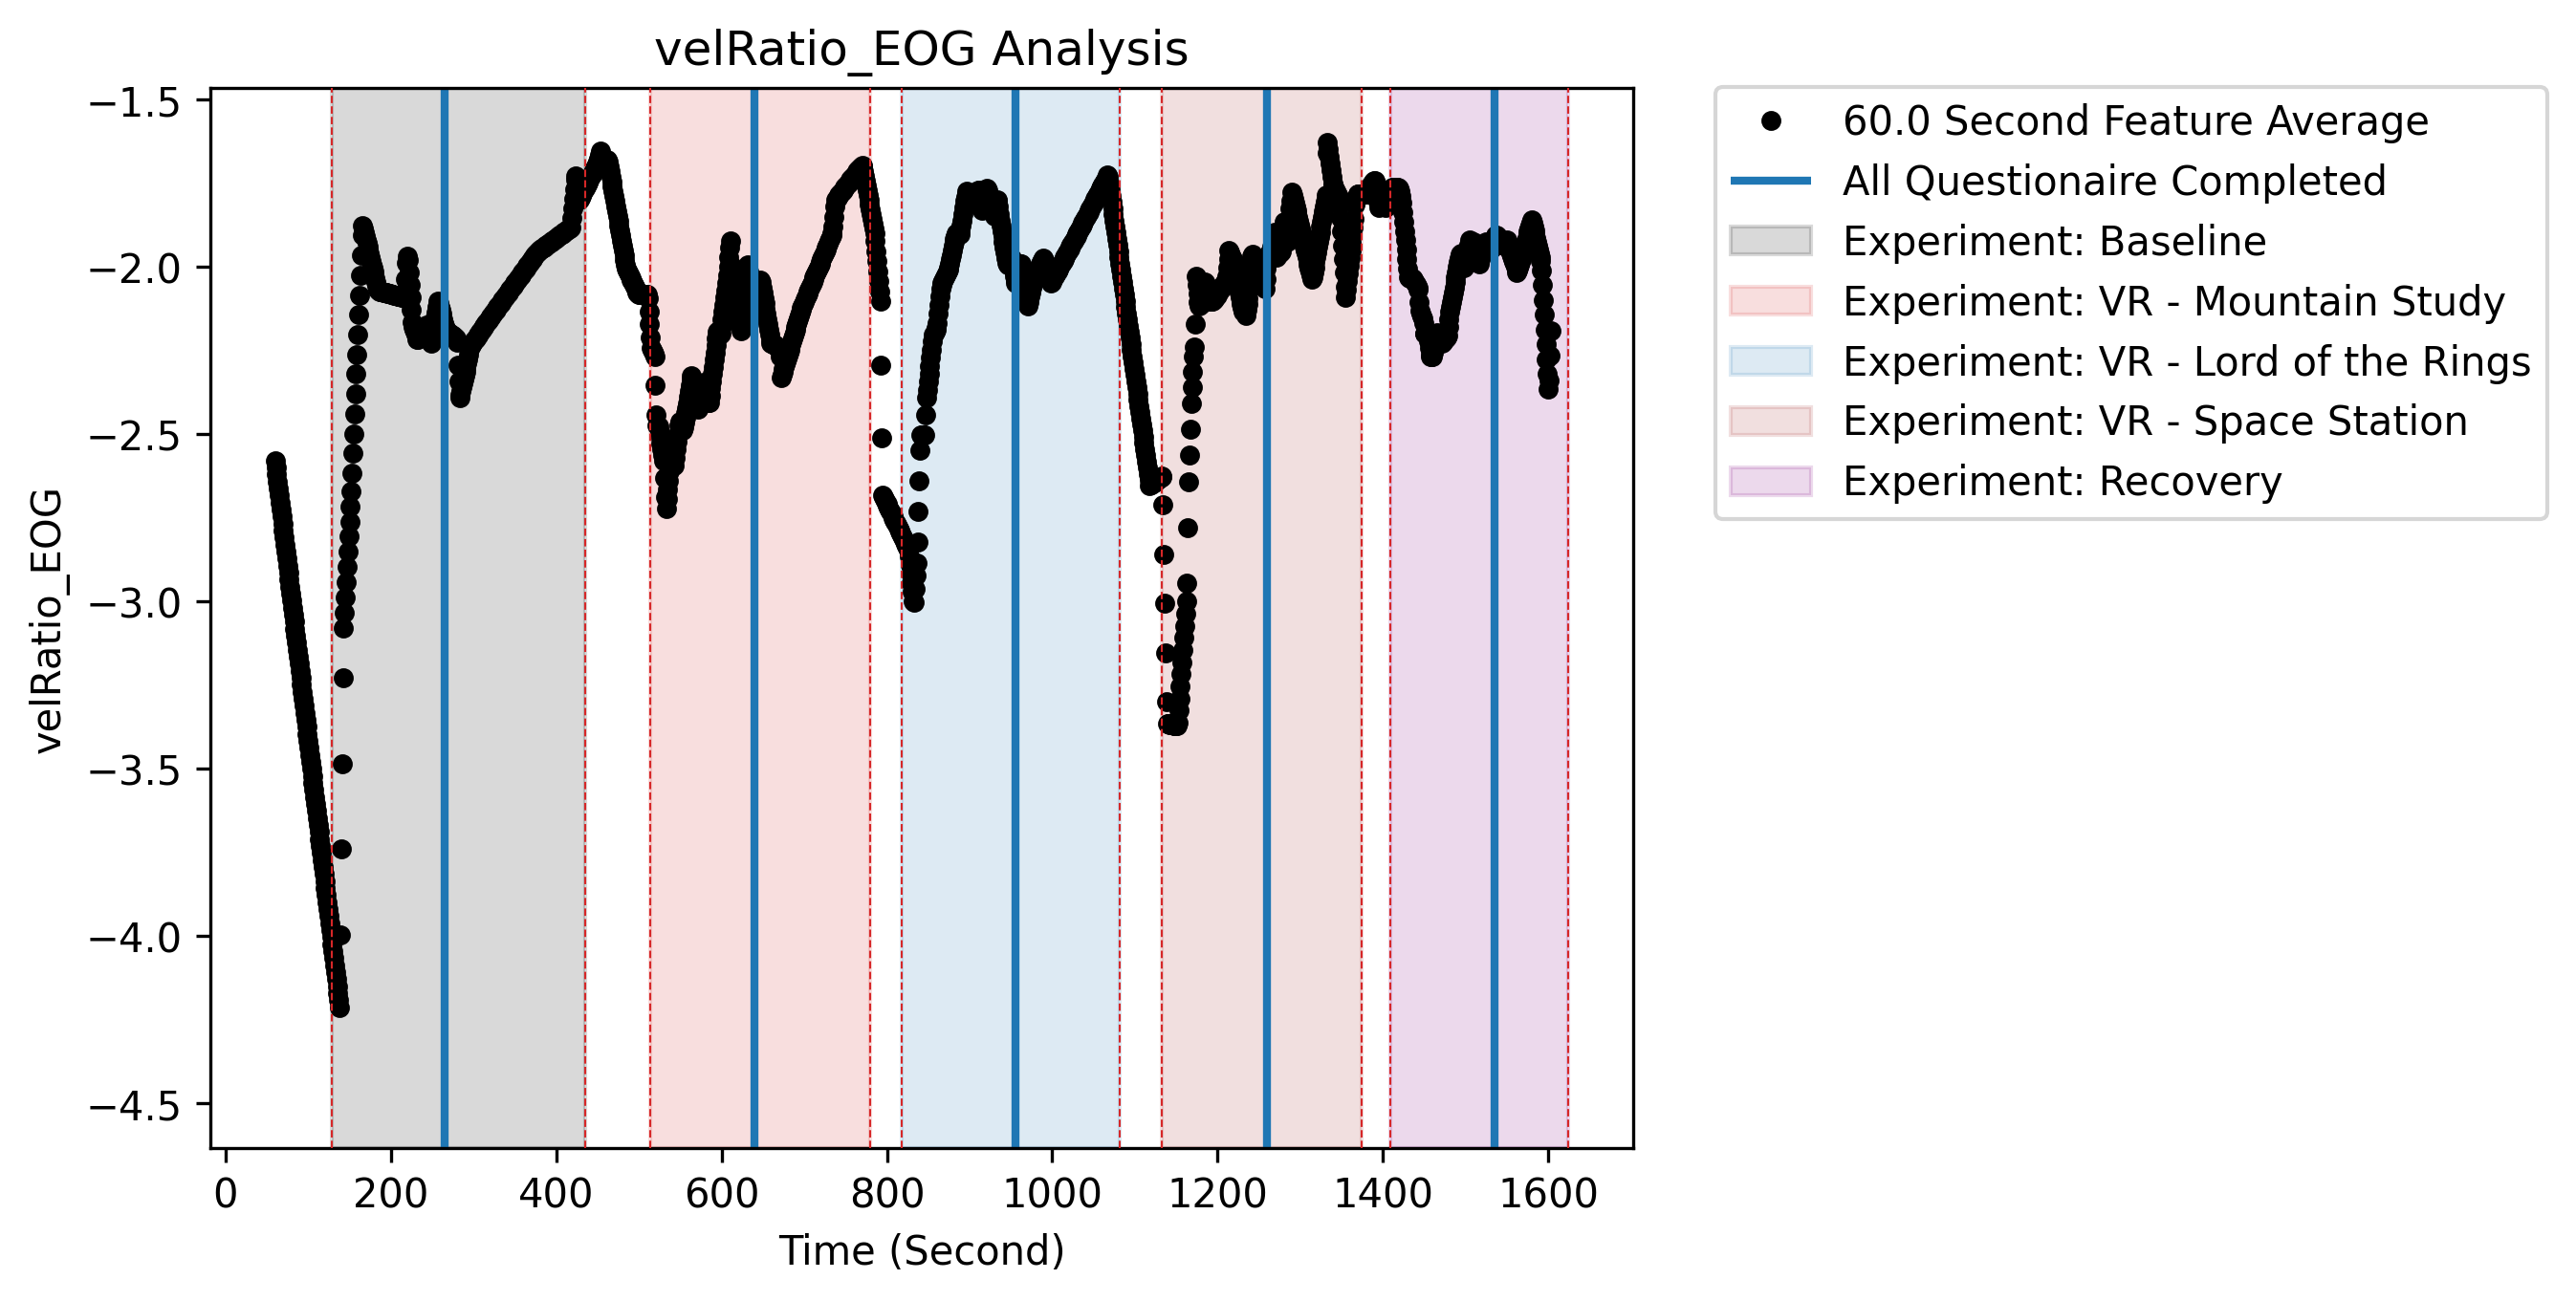 velRatio_EOG Analysis
−1.5
−2.0
−2.5
−3.0
−3.5
−4.0
−4.5
velRatio_EOG
0 200 400 600 800 1000 1200 1400 1600
Time (Second)
60.0 Second Feature Average
All Questionaire Completed
Experiment: Baseline
Experiment: VR - Mountain Study
Experiment: VR - Lord of the Rings
Experiment: VR - Space Station
Experiment: Recovery